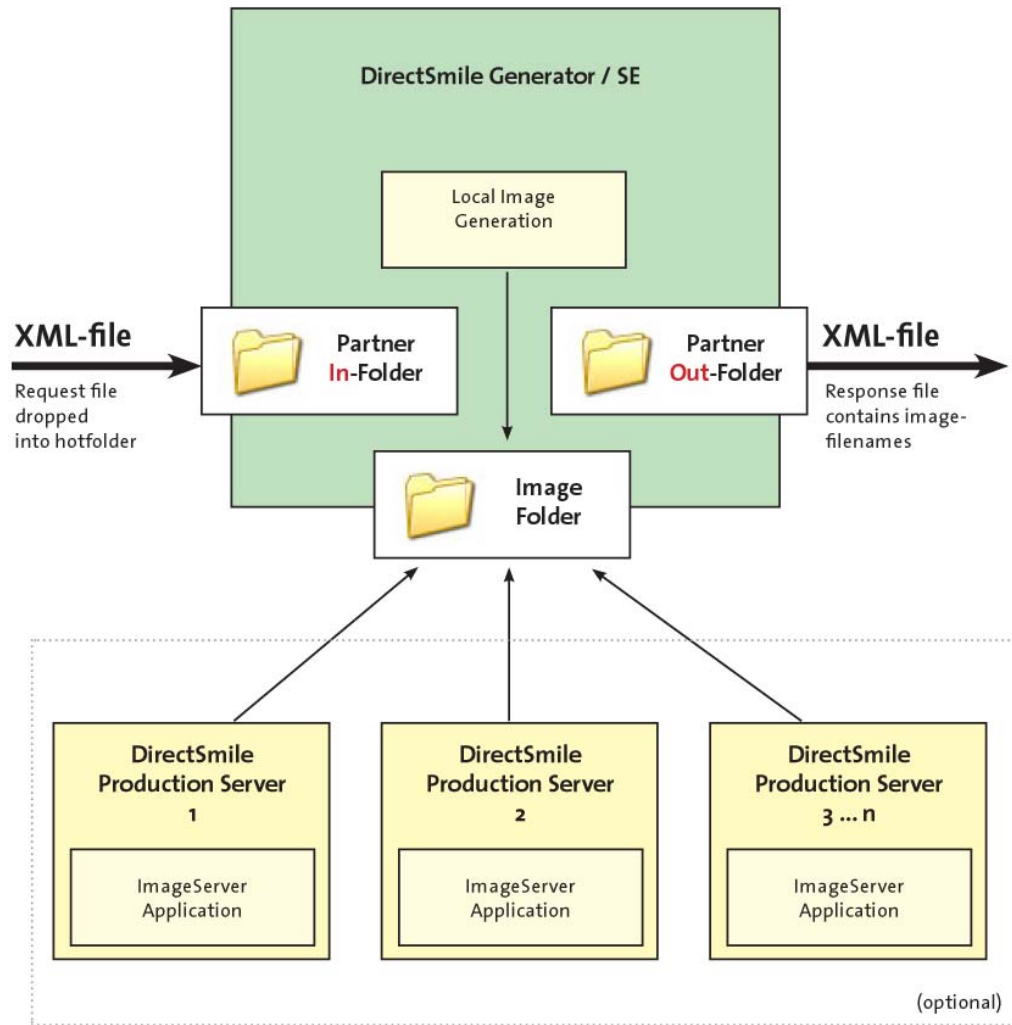 DirectSmile Generator / SE
Local Image
Generation
XML-file
Request file
dropped
into hotfolder
Partner
In-Folder
Partner
Out-Folder
XML-file
Response file
contains image-
filenames
Image
Folder
DirectSmile
Production Server
1
ImageServer
Application
DirectSmile
Production Server
2
ImageServer
Application
DirectSmile
Production Server
3 ... n
ImageServer
Application
(optional)